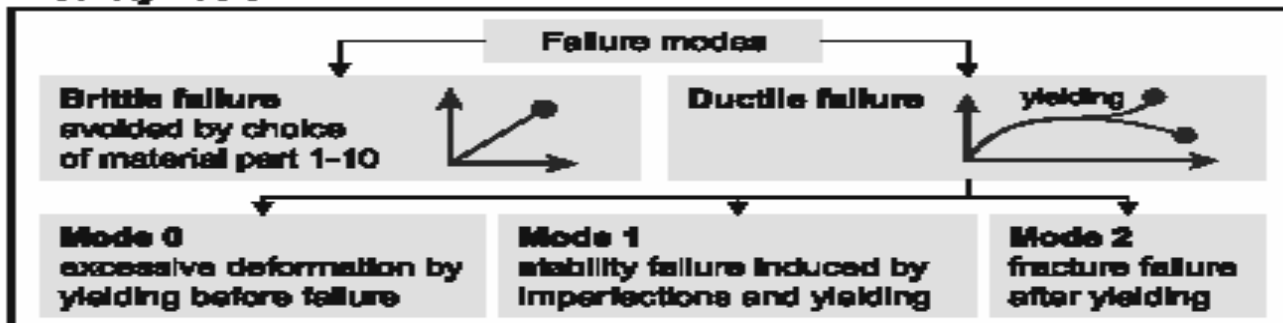 Failure modes
Brittle failure
avoided by choice
of material part 1-10
Ductile failure
yielding
Mode 0
excessive deformation by
yielding before failure
Mode 1
stability failure induced by
imperfections and yielding
Mode 2
fracture failure
after yielding